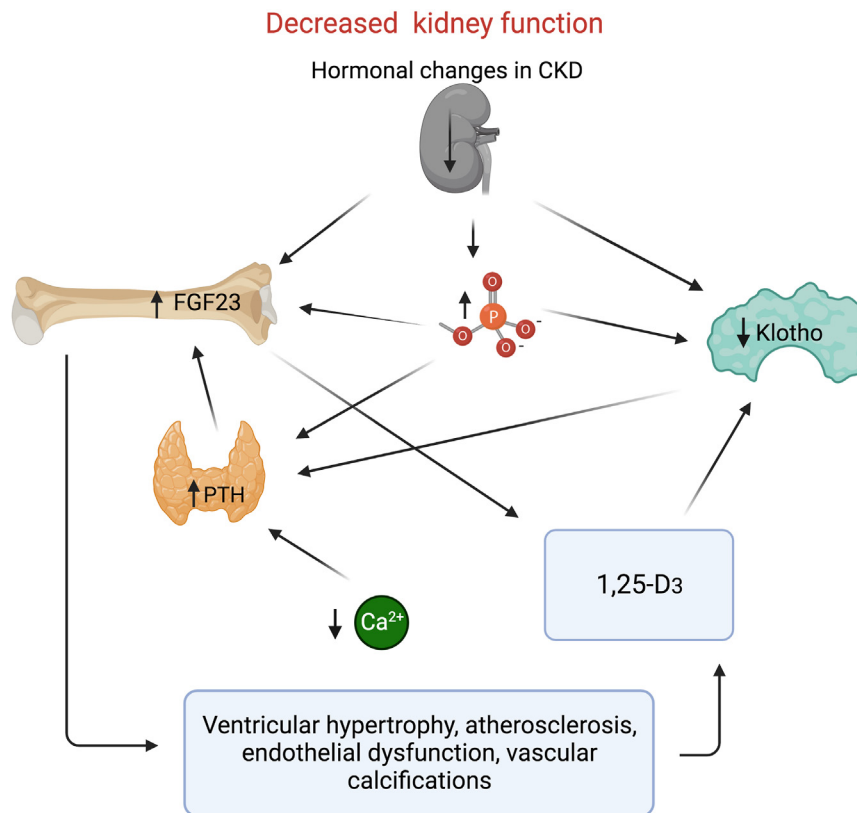 Decreased kidney function
Hormonal changes in CKD
FGF23
O
P
O
O -
O -
Klotho
PTH
1,25-D3
Ca2+
Ventricular hypertrophy, atherosclerosis,
endothelial dysfunction, vascular
calcifications